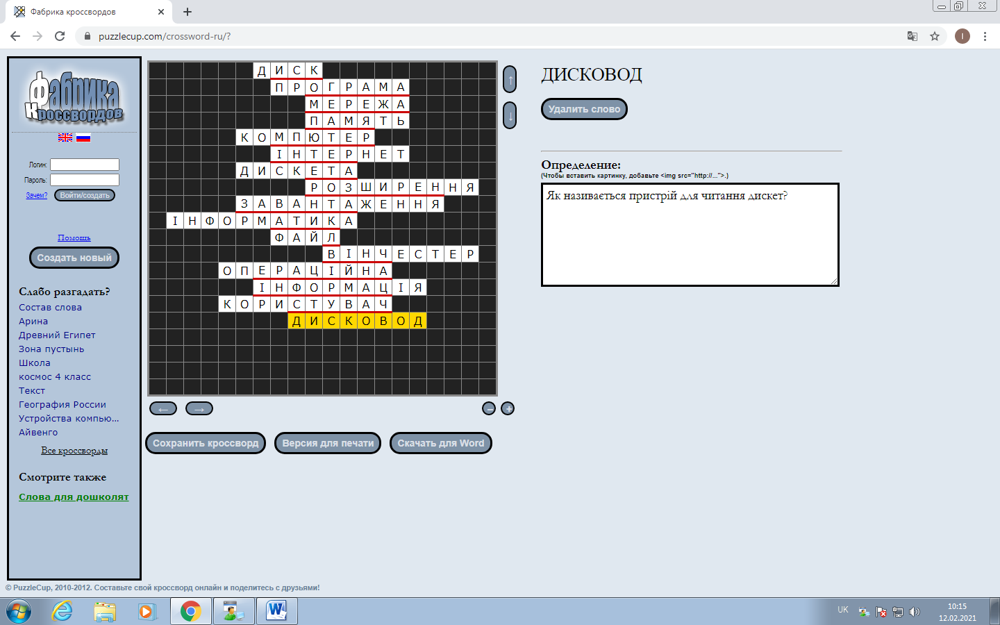 Фабрика кроссвордов
puzzlecup.com/crossword-ru/?
I
Фабрика
Кроссвордов
Логин:
Пароль:
Зачем? Войти/создать
Помощь
Создать новый
Слабо разгадать?
Состав слова
Арина
Древний Египет
Зона пустынь
Школа
космос 4 класс
Текст
География России
Устройства компью...
Айвенго
Все кроссворды
Смотрите также
Слова для дошколят
ДИСК
ПРОГРАМА
МЕРЕЖА
ПАМЯТЬ
КОМПЮТЕР
ІНТЕРНЕТ
ДИСКЕТА
РОЗШИРЕННЯ
ЗАВАНТАЖЕННЯ
ІНФОРМАТИКА
ФАЙЛ
ВІНЧЕСТЕР
ОПЕРАЦІЙНА
ІНФОРМАЦІЯ
КОРИСТУВАЧ
ДИСКОВОД
↑
↓
← → − +
Сохранить кроссворд Версия для печати Скачать для Word
ДИСКОВОД
Удалить слово
Определение:
(Чтобы вставить картинку, добавьте <img src="http://...">.)
Як називається пристрій для читання дискет?
© PuzzleCup, 2010-2012. Составьте свой кроссворд онлайн и поделитесь с друзьями!
UK
10:15
12.02.2021